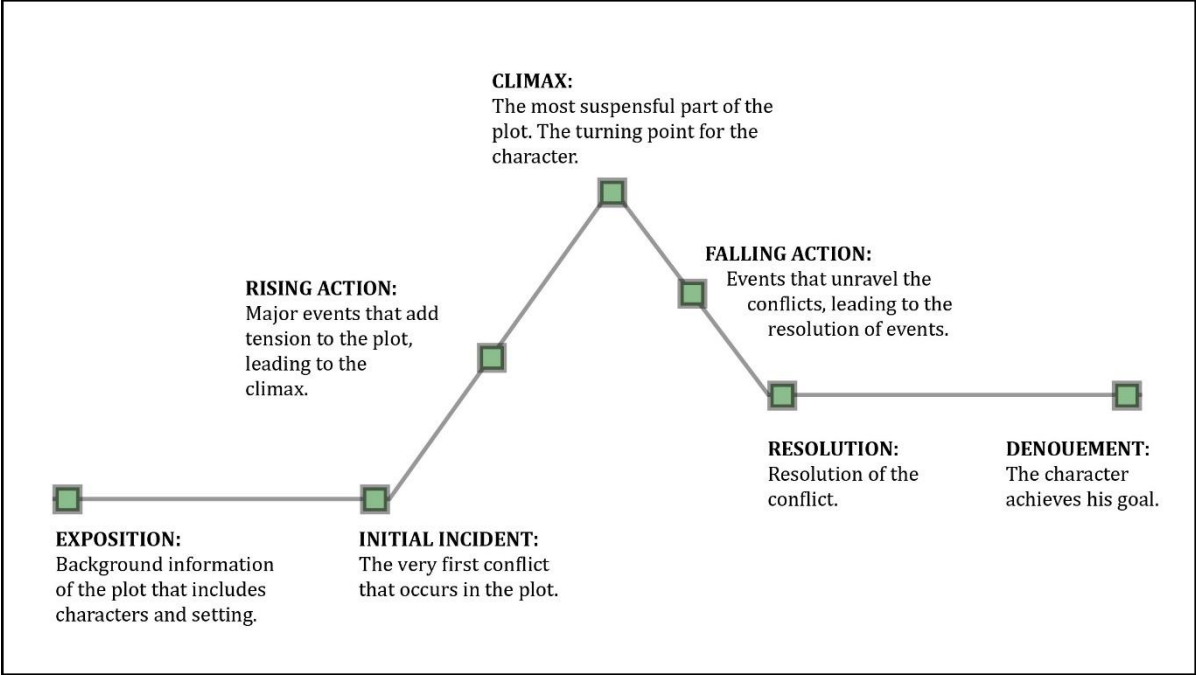 CLIMAX:
The most suspensful part of the
plot. The turning point for the
character.
FALLING ACTION:
Events that unravel the
conflicts, leading to the
resolution of events.
RISING ACTION:
Major events that add
tension to the plot,
leading to the
climax.
RESOLUTION:
Resolution of the
conflict.
DENOUEMENT:
The character
achieves his goal.
EXPOSITION:
Background information
of the plot that includes
characters and setting.
INITIAL INCIDENT:
The very first conflict
that occurs in the plot.